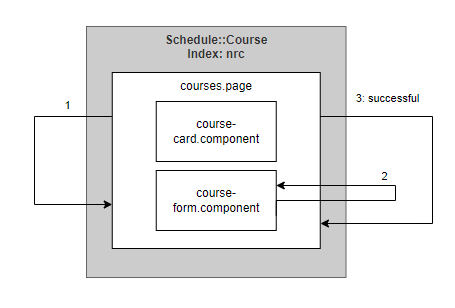 Schedule::Course
Index: nrc
courses.page
1
3: successful
course-
card.component
2
course-
form.component